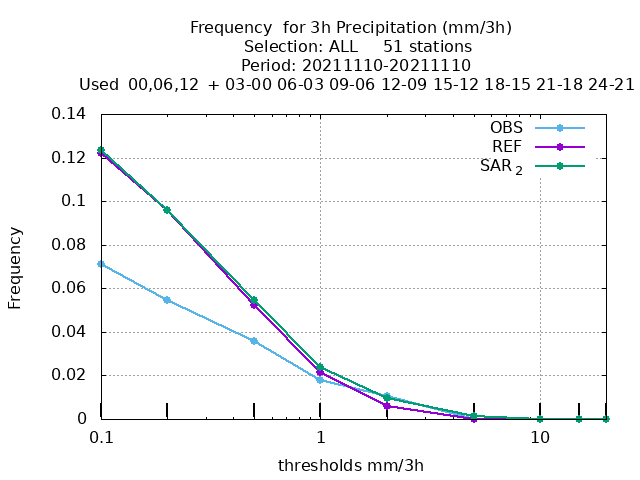 Frequency  for 3h Precipitation (mm/3h)
Selection: ALL     51 stations
Period: 20211110-20211110
Used  00,06,12  + 03-00 06-03 09-06 12-09 15-12 18-15 21-18 24-21
0.14
0.12
0.1
0.08
0.06
0.04
0.02
0
Frequency
OBS
REF
SAR 2
0.1
1
10
thresholds mm/3h